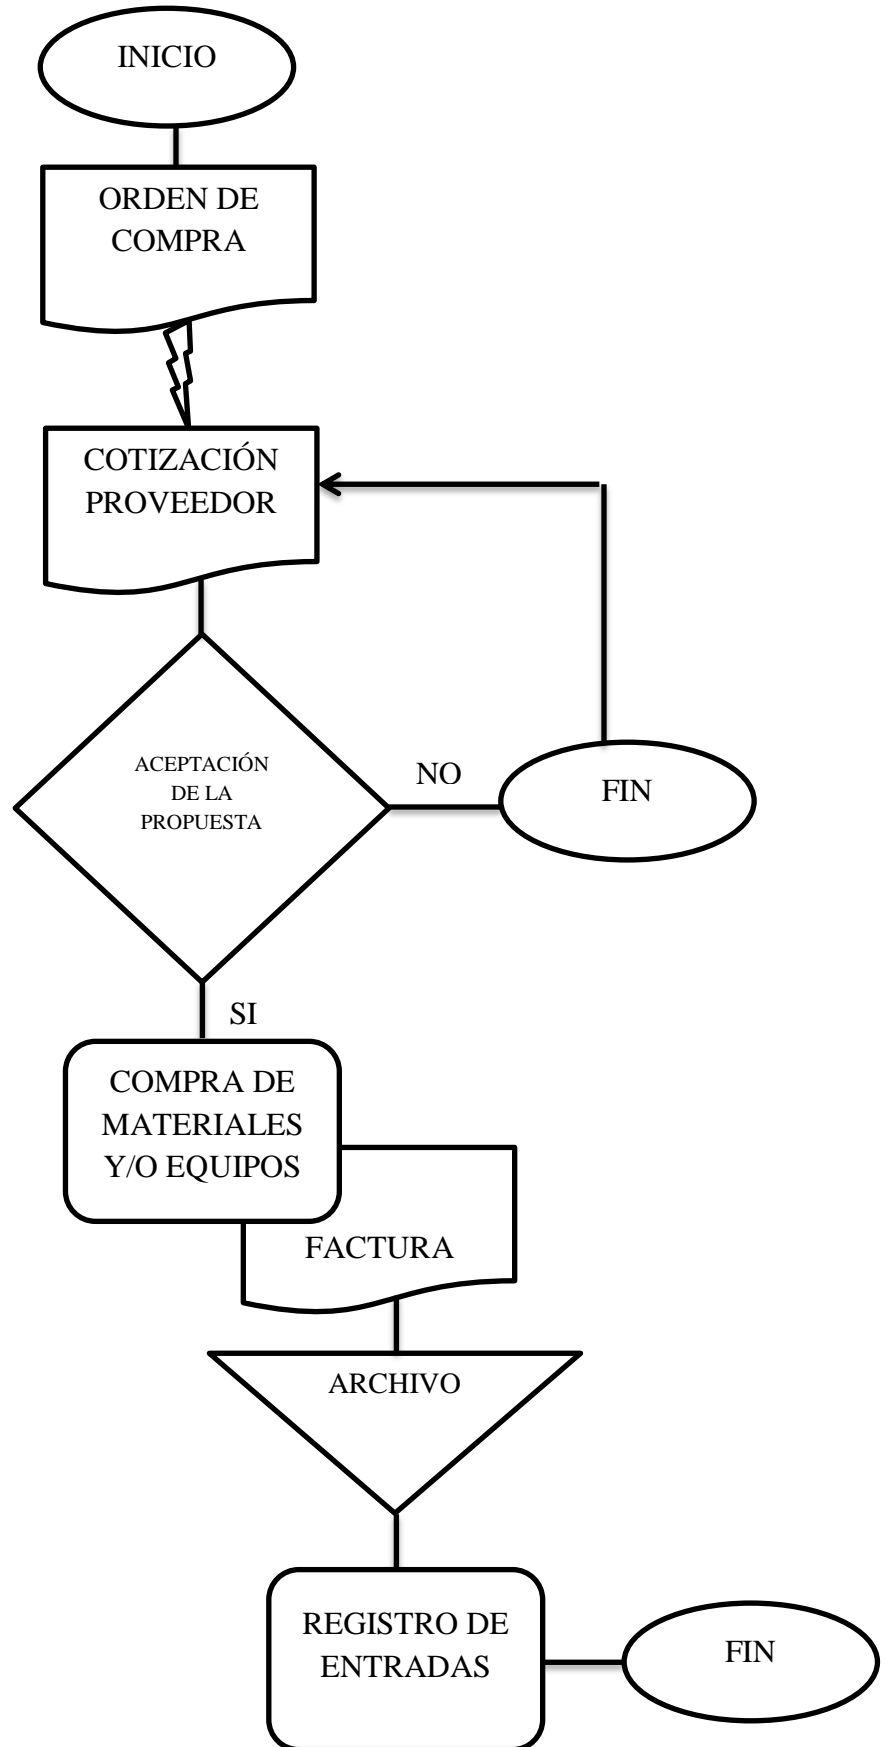 INICIO
ORDEN DE
COMPRA
COTIZACIÓN
PROVEEDOR
ACEPTACIÓN
DE LA
PROPUESTA
NO
FIN
SI
COMPRA DE
MATERIALES
Y/O EQUIPOS
FACTURA
ARCHIVO
REGISTRO DE
ENTRADAS
FIN